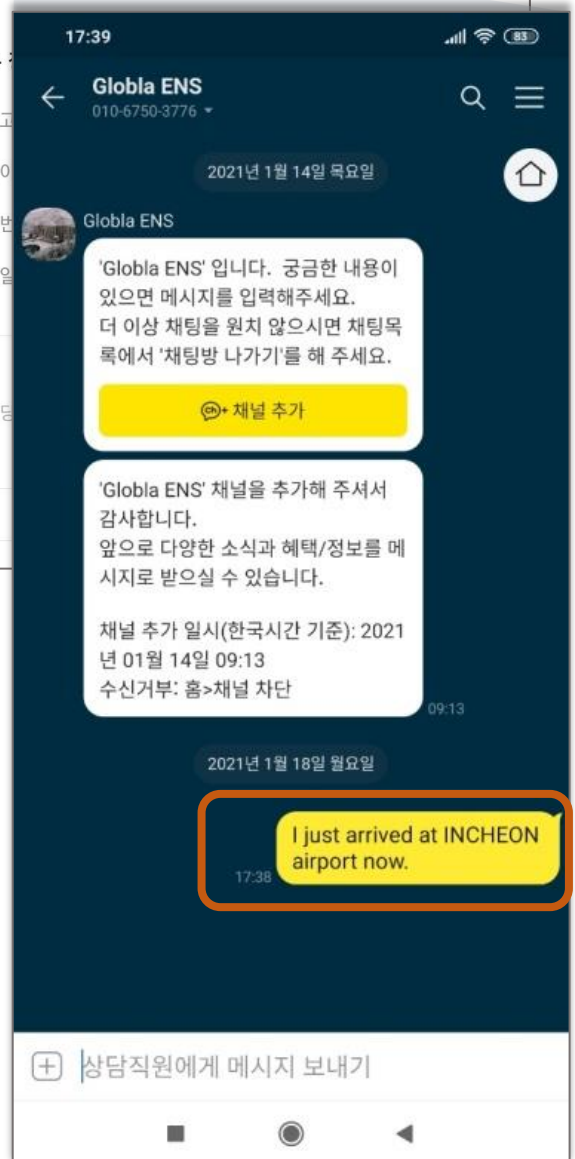 17:39
83
Globla ENS
010-6750-3776
2021년 1월 14일 목요일
Globla ENS
'Globla ENS' 입니다. 궁금한 내용이
있으면 메시지를 입력해주세요.
더 이상 채팅을 원치 않으시면 채팅목
록에서 '채팅방 나가기'를 해 주세요.
Ch+ 채널 추가
'Globla ENS' 채널을 추가해 주셔서
감사합니다.
앞으로 다양한 소식과 혜택/정보를 메
시지로 받으실 수 있습니다.
채널 추가 일시(한국시간 기준): 2021
년 01월 14일 09:13
수신거부: 홈>채널 차단
09:13
2021년 1월 18일 월요일
I just arrived at INCHEON
airport now.
17:38
상담직원에게 메시지 보내기